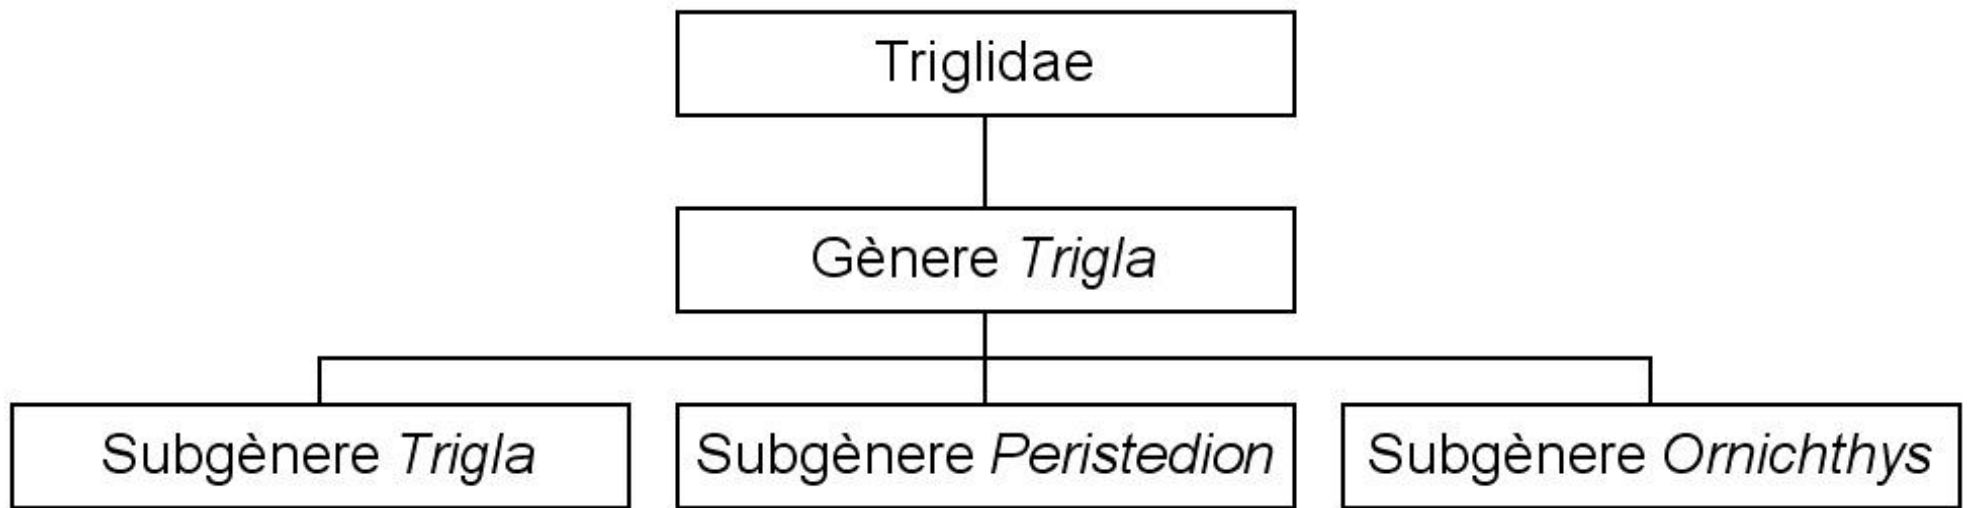 Triglidae
Gènere Trigla
Subgènere Trigla
Subgènere Peristedion
Subgènere Ornichthys